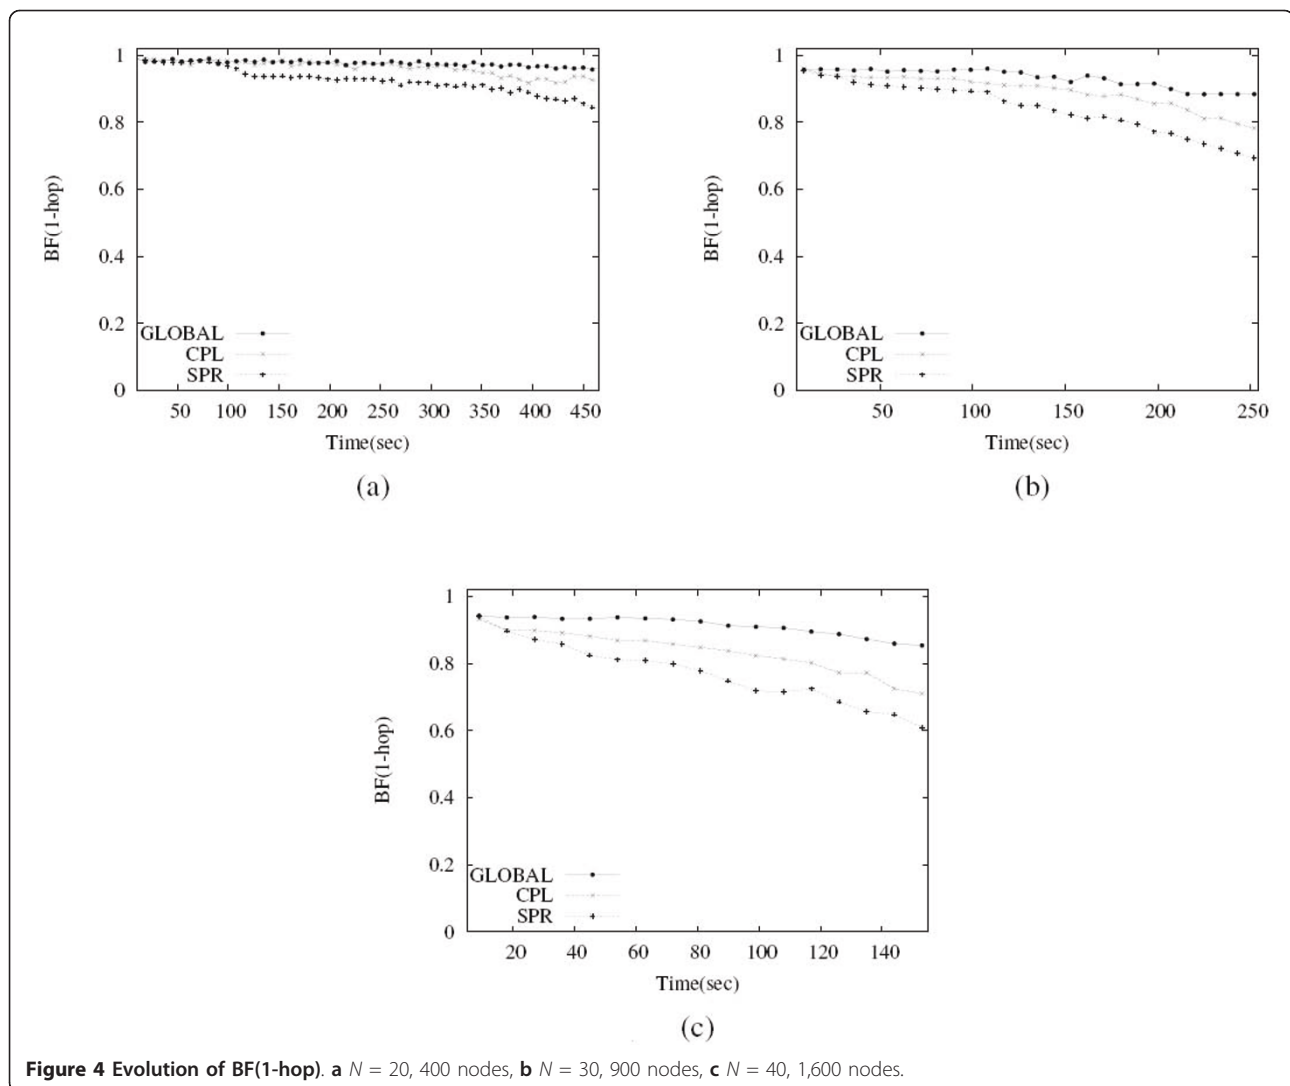 1
0.8
0.6
0.4
0.2
0
BF(1-hop)
GLOBAL
CPL
SPR
50 100 150 200 250 300 350 400 450
Time(sec)
(a)
1
0.8
0.6
0.4
0.2
0
BF(1-hop)
GLOBAL
CPL
SPR
50 100 150 200 250
Time(sec)
(b)
1
0.8
0.6
0.4
0.2
0
BF(1-hop)
GLOBAL
CPL
SPR
20 40 60 80 100 120 140
Time(sec)
(c)
Figure 4 Evolution of BF(1-hop). a N = 20, 400 nodes, b N = 30, 900 nodes, c N = 40, 1,600 nodes.